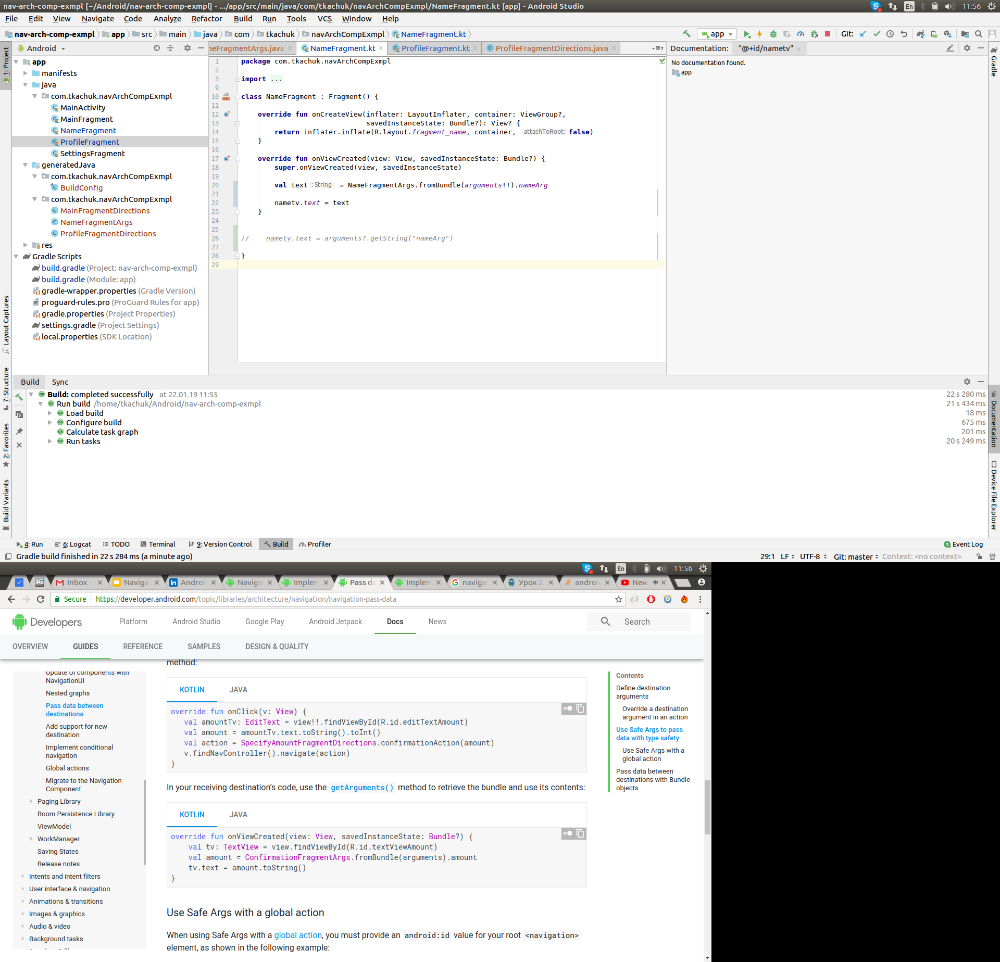 nav-arch-comp-exmpl [~/Android/nav-arch-comp-exmpl] - .../app/src/main/java/com/tkachuk/navArchCompExmpl/NameFragment.kt [app] - Android Studio
En 11:56
File Edit View Navigate Code Analyze Refactor Build Run Tools VCS Window Help
nav-arch-comp-exmpl app src main java com tkachuk navArchCompExmpl NameFragment.kt
app Git:
1: Project
Layout Captures
7: Structure
2: Favorites
Build Variants
Android
app
manifests
java
com.tkachuk.navArchCompExmpl
MainActivity
MainFragment
NameFragment
ProfileFragment
SettingsFragment
generatedJava
com.tkachuk.navArchCompExmpl
BuildConfig
com.tkachuk.navArchCompExmpl
MainFragmentDirections
NameFragmentArgs
ProfileFragmentDirections
res
Gradle Scripts
build.gradle (Project: nav-arch-comp-exmpl)
build.gradle (Module: app)
gradle-wrapper.properties (Gradle Version)
proguard-rules.pro (ProGuard Rules for app)
gradle.properties (Project Properties)
settings.gradle (Project Settings)
local.properties (SDK Location)
neFragmentArgs.java NameFragment.kt ProfileFragment.kt ProfileFragmentDirections.java
1 package com.tkachuk.navArchCompExmpl
2
3 import ...
9
10 class NameFragment : Fragment() {
11
12 override fun onCreateView(inflater: LayoutInflater, container: ViewGroup?,
13 savedInstanceState: Bundle?): View? {
14 return inflater.inflate(R.layout.fragment_name, container, attachToRoot: false)
15 }
16
17 override fun onViewCreated(view: View, savedInstanceState: Bundle?) {
18 super.onViewCreated(view, savedInstanceState)
19
20 val text : String = NameFragmentArgs.fromBundle(arguments!!).nameArg
21
22 nametv.text = text
23 }
24
25
26 // nametv.text = arguments?.getString("nameArg")
27
28 }
29
Documentation: "@+id/nametv"
No documentation found.
app
Gradle
Documentation
Device File Explorer
Build Sync
Build: completed successfully at 22.01.19 11:55 22 s 280 ms
Run build /home/tkachuk/Android/nav-arch-comp-exmpl 21 s 434 ms
Load build 18 ms
Configure build 675 ms
Calculate task graph 201 ms
Run tasks 20 s 249 ms
4: Run 6: Logcat TODO Terminal 9: Version Control Build Profiler 1 Event Log
Gradle build finished in 22 s 284 ms (a minute ago) 29:1 LF UTF-8 Git: master Context: <no context>
En 11:56
Inbox - Naviga Androi Naviga Implem Pass da Implem navigat Урок 2 androi New
Secure https://developer.android.com/topic/libraries/architecture/navigation/navigation-pass-data
Developers Platform Android Studio Google Play Android Jetpack Docs News Search
OVERVIEW GUIDES REFERENCE SAMPLES DESIGN & QUALITY
Update UI components with
NavigationUI
Nested graphs
Pass data between
destinations
Add support for new
destination
Implement conditional
navigation
Global actions
Migrate to the Navigation
Component
Paging Library
Room Persistence Library
ViewModel
WorkManager
Saving States
Release notes
Intents and intent filters
User interface & navigation
Animations & transitions
Images & graphics
Audio & video
Background tasks
method:
KOTLIN JAVA
override fun onClick(v: View) {
val amountTv: EditText = view!!.findViewById(R.id.editTextAmount)
val amount = amountTv.text.toString().toInt()
val action = SpecifyAmountFragmentDirections.confirmationAction(amount)
v.findNavController().navigate(action)
}
In your receiving destination’s code, use the getArguments() method to retrieve the bundle and use its contents:
KOTLIN JAVA
override fun onViewCreated(view: View, savedInstanceState: Bundle?) {
val tv: TextView = view.findViewById(R.id.textViewAmount)
val amount = ConfirmationFragmentArgs.fromBundle(arguments).amount
tv.text = amount.toString()
}
Use Safe Args with a global action
When using Safe Args with a global action, you must provide an android:id value for your root <navigation>
element, as shown in the following example:
Contents
Define destination
arguments
Override a destination
argument in an action
Use Safe Args to pass
data with type safety
Use Safe Args with a
global action
Pass data between
destinations with Bundle
objects